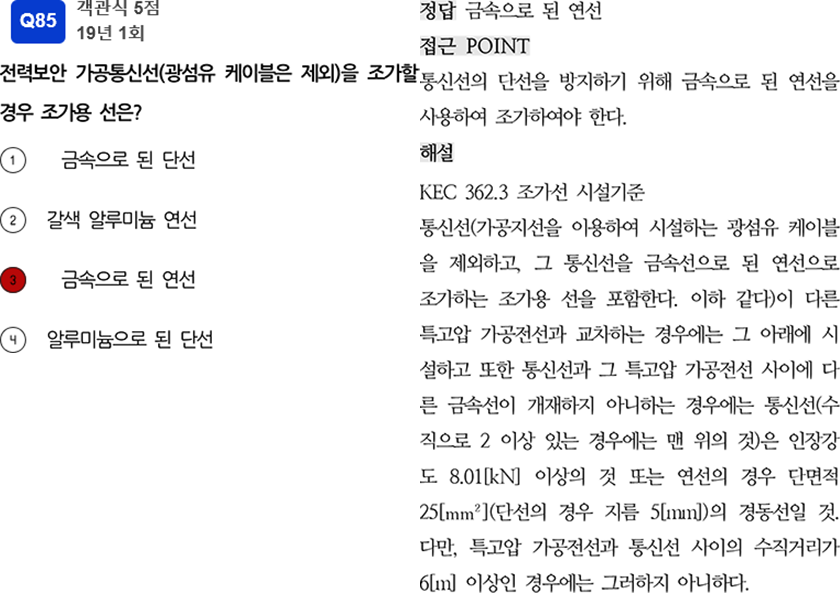 Q85
객관식 5점
19년 1회
전력보안 가공통신선(광섬유 케이블은 제외)을 조가할
경우 조가용 선은?
1 금속으로 된 단선
2 갈색 알루미늄 연선
3 금속으로 된 연선
4 알루미늄으로 된 단선
정답 금속으로 된 연선
접근 POINT
통신선의 단선을 방지하기 위해 금속으로 된 연선을
사용하여 조가하여야 한다.
해설
KEC 362.3 조가선 시설기준
통신선(가공지선을 이용하여 시설하는 광섬유 케이블
을 제외하고, 그 통신선을 금속선으로 된 연선으로
조가하는 조가용 선을 포함한다. 이하 같다)이 다른
특고압 가공전선과 교차하는 경우에는 그 아래에 시
설하고 또한 통신선과 그 특고압 가공전선 사이에 다
른 금속선이 개재하지 아니하는 경우에는 통신선(수
직으로 2 이상 있는 경우에는 맨 위의 것)은 인장강
도 8.01[kN] 이상의 것 또는 연선의 경우 단면적
25[mm²](단선의 경우 지름 5[mm])의 경동선일 것.
다만, 특고압 가공전선과 통신선 사이의 수직거리가
6[m] 이상인 경우에는 그러하지 아니하다.